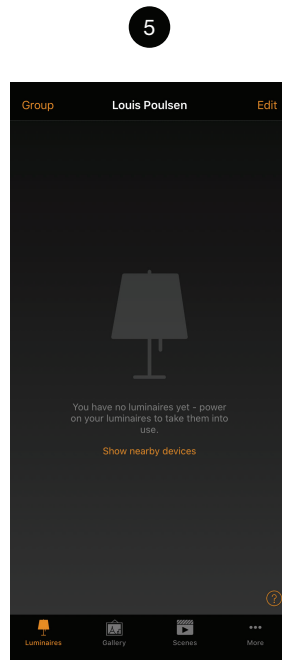 5
Group Louis Poulsen Edit
You have no luminaires yet - power
on your luminaires to take them into
use.
Show nearby devices
?
Luminaires Gallery Scenes More